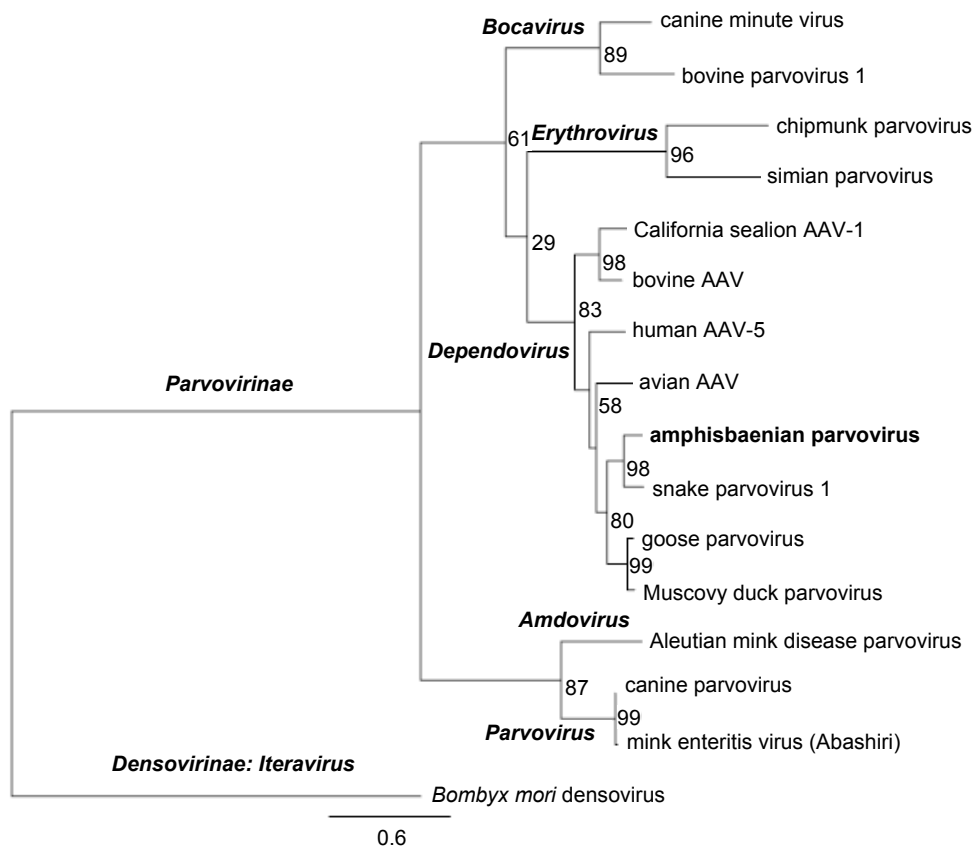 Bocavirus
canine minute virus
89
bovine parvovirus 1
chipmunk parvovirus
61
Erythrovirus
96
simian parvovirus
California sealion AAV-1
29
98
bovine AAV
83
human AAV-5
Dependovirus
Parvovirinae
avian AAV
58
amphisbaenian parvovirus
98
snake parvovirus 1
80
goose parvovirus
99
Muscovy duck parvovirus
Amdovirus
Aleutian mink disease parvovirus
87
canine parvovirus
99
Parvovirus
mink enteritis virus (Abashiri)
Densovirinae: Iteravirus
Bombyx mori densovirus
0.6